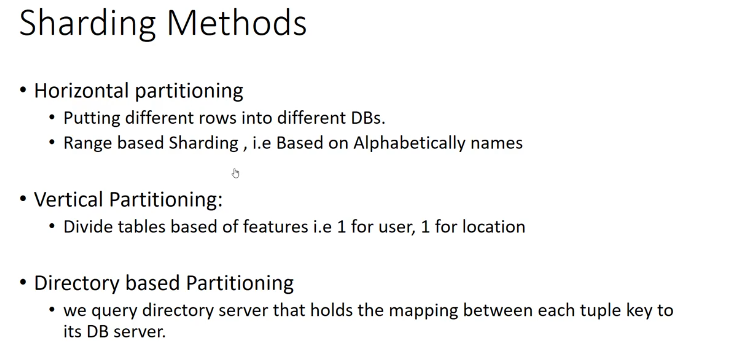 Sharding Methods
• Horizontal partitioning
• Putting different rows into different DBs.
• Range based Sharding , i.e Based on Alphabetically names
• Vertical Partitioning:
• Divide tables based of features i.e 1 for user, 1 for location
• Directory based Partitioning
• we query directory server that holds the mapping between each tuple key to
its DB server.